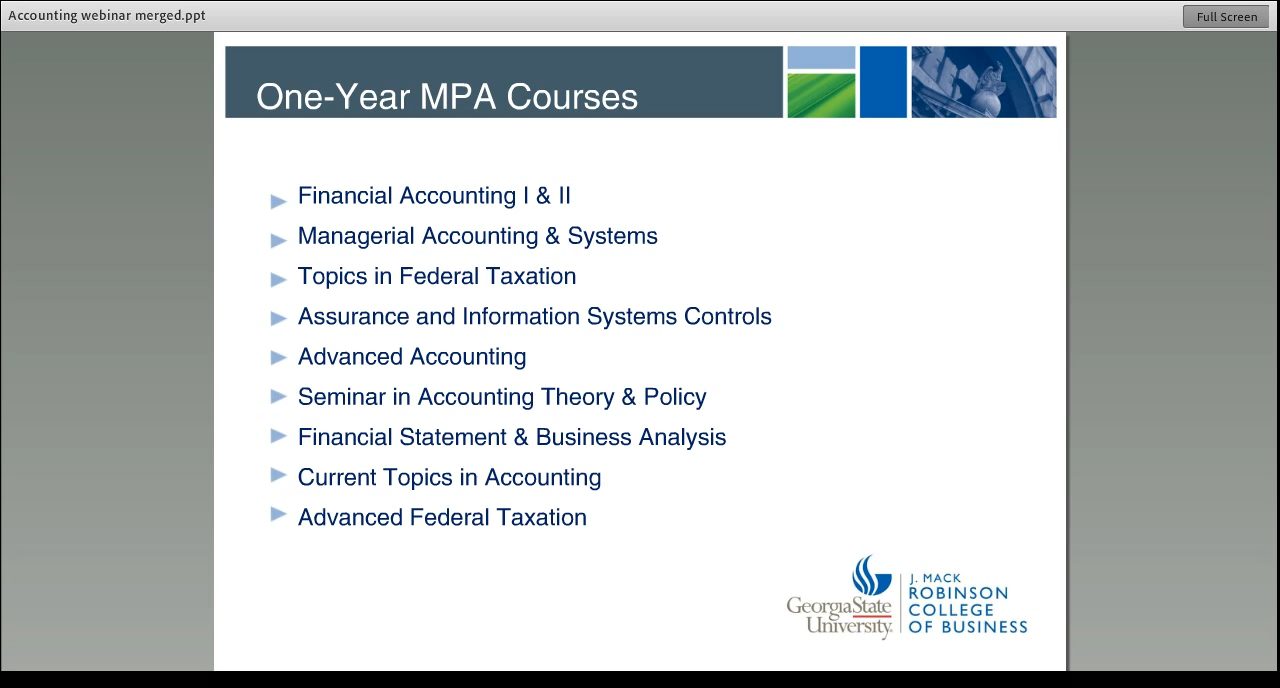 Accounting webinar merged.ppt
Full Screen
One-Year MPA Courses
Financial Accounting I & II
Managerial Accounting & Systems
Topics in Federal Taxation
Assurance and Information Systems Controls
Advanced Accounting
Seminar in Accounting Theory & Policy
Financial Statement & Business Analysis
Current Topics in Accounting
Advanced Federal Taxation
GeorgiaState
University
J. MACK
ROBINSON
COLLEGE
OF BUSINESS